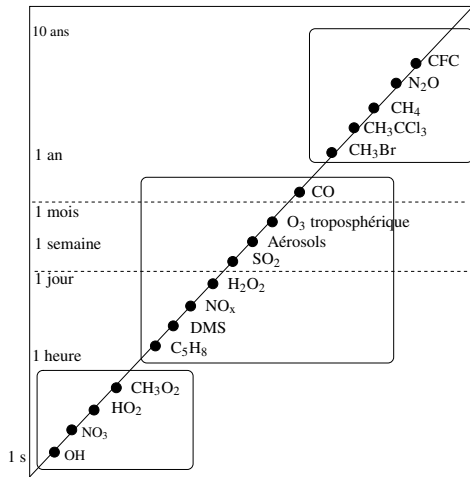 10 ans
CFC
N₂O
CH₄
CH₃CCl₃
1 an
CH₃Br
CO
1 mois
O₃ troposphérique
1 semaine
Aérosols
SO₂
1 jour
H₂O₂
NOₓ
DMS
1 heure
C₅H₈
CH₃O₂
HO₂
NO₃
1 s
OH